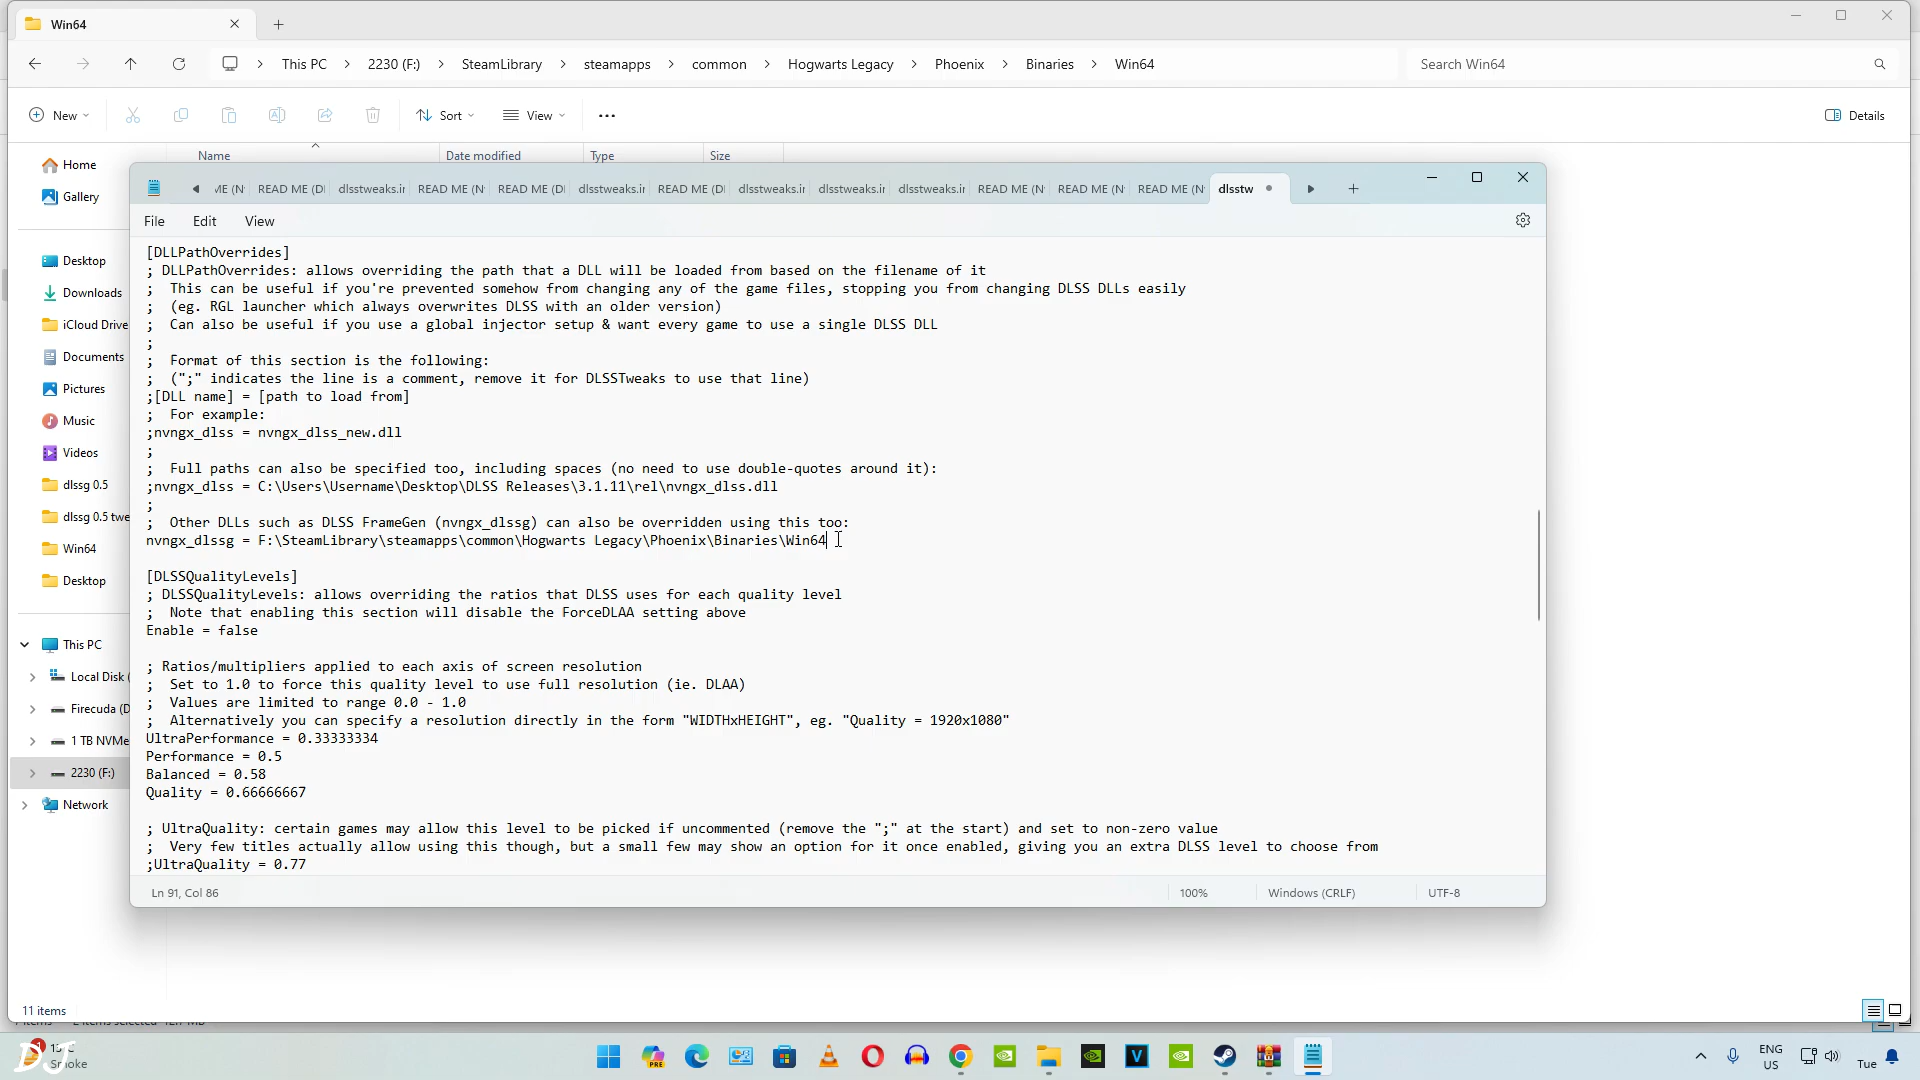 Win64
This PC > 2230 (F:) > SteamLibrary > steamapps > common > Hogwarts Legacy > Phoenix > Binaries > Win64
Search Win64
New
Sort
View
Details
Name
Date modified
Type
Size
Home
Gallery
Desktop
Downloads
iCloud Drive
Documents
Pictures
Music
Videos
dlssg 0.5
dlssg 0.5 twe
Win64
Desktop
This PC
Local Disk (
Firecuda (D
1 TB NVMe
2230 (F:)
Network
11 items
ME (N READ ME (DI dlsstweaks.in READ ME (N READ ME (DI dlsstweaks.in READ ME (DI dlsstweaks.in dlsstweaks.in dlsstweaks.in READ ME (N READ ME (N READ ME (N dlsstw
File Edit View
[DLLPathOverrides]
; DLLPathOverrides: allows overriding the path that a DLL will be loaded from based on the filename of it
;  This can be useful if you're prevented somehow from changing any of the game files, stopping you from changing DLSS DLLs easily
;  (eg. RGL launcher which always overwrites DLSS with an older version)
;  Can also be useful if you use a global injector setup & want every game to use a single DLSS DLL
;
;  Format of this section is the following:
;  (";" indicates the line is a comment, remove it for DLSSTweaks to use that line)
;[DLL name] = [path to load from]
;  For example:
;nvngx_dlss = nvngx_dlss_new.dll
;
;  Full paths can also be specified too, including spaces (no need to use double-quotes around it):
;nvngx_dlss = C:\Users\Username\Desktop\DLSS Releases\3.1.11\rel\nvngx_dlss.dll
;
;  Other DLLs such as DLSS FrameGen (nvngx_dlssg) can also be overridden using this too:
nvngx_dlssg = F:\SteamLibrary\steamapps\common\Hogwarts Legacy\Phoenix\Binaries\Win64
[DLSSQualityLevels]
; DLSSQualityLevels: allows overriding the ratios that DLSS uses for each quality level
;  Note that enabling this section will disable the ForceDLAA setting above
Enable = false
; Ratios/multipliers applied to each axis of screen resolution
;  Set to 1.0 to force this quality level to use full resolution (ie. DLAA)
;  Values are limited to range 0.0 - 1.0
;  Alternatively you can specify a resolution directly in the form "WIDTHxHEIGHT", eg. "Quality = 1920x1080"
UltraPerformance = 0.33333334
Performance = 0.5
Balanced = 0.58
Quality = 0.66666667
; UltraQuality: certain games may allow this level to be picked if uncommented (remove the ";" at the start) and set to non-zero value
;  Very few titles actually allow using this though, but a small few may show an option for it once enabled, giving you an extra DLSS level to choose from
;UltraQuality = 0.77
Ln 91, Col 86
100%
Windows (CRLF)
UTF-8
DJ
Smoke
PRE
V
ENG
US
Tue